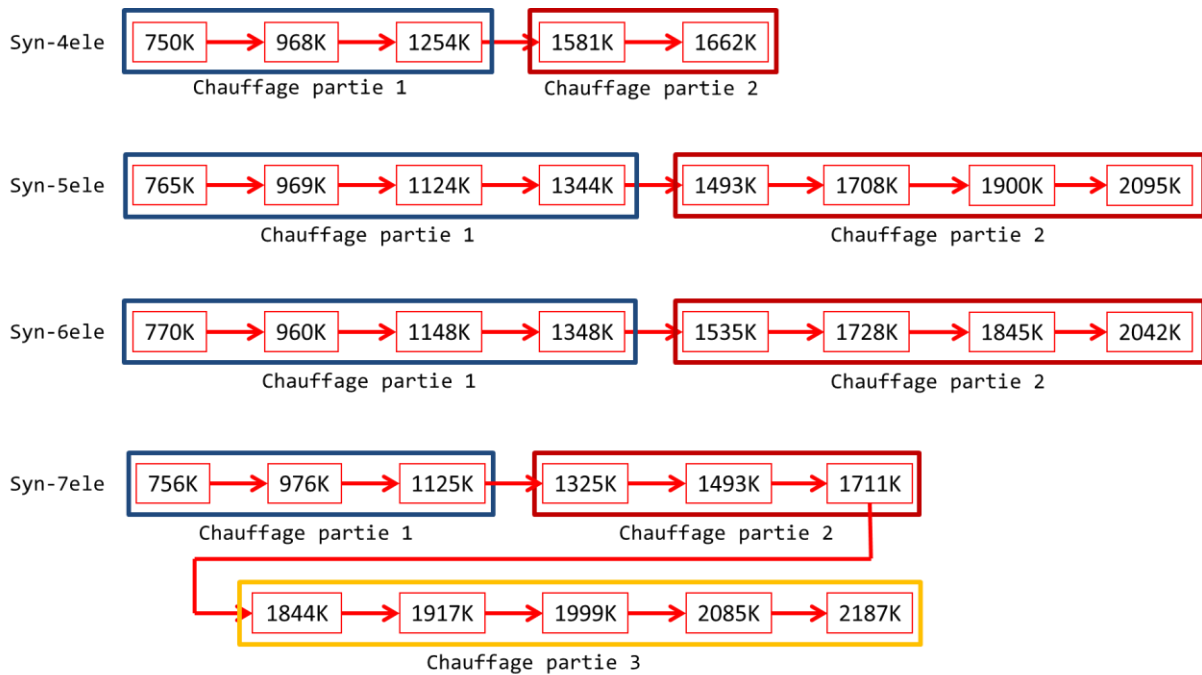 Syn-4ele 750K 968K 1254K 1581K 1662K
Chauffage partie 1 Chauffage partie 2
Syn-5ele 765K 969K 1124K 1344K 1493K 1708K 1900K 2095K
Chauffage partie 1 Chauffage partie 2
Syn-6ele 770K 960K 1148K 1348K 1535K 1728K 1845K 2042K
Chauffage partie 1 Chauffage partie 2
Syn-7ele 756K 976K 1125K 1325K 1493K 1711K
Chauffage partie 1 Chauffage partie 2
1844K 1917K 1999K 2085K 2187K
Chauffage partie 3